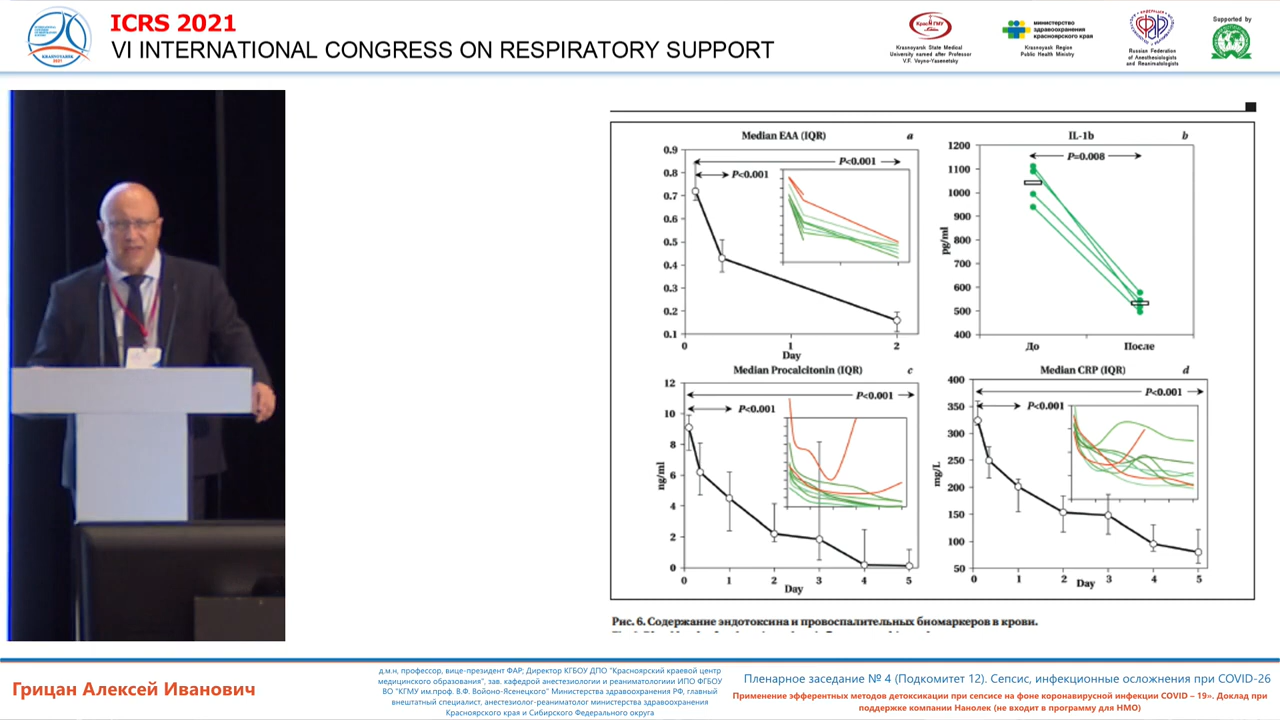 ICRS 2021
VI INTERNATIONAL CONGRESS ON RESPIRATORY SUPPORT
INTERNATIONAL CONGRESS ON RESPIRATORY SUPPORT
KRASNOYARSK
2021
КрасГМУ
Krasnoyarsk State Medical
University named after Professor
V.F. Voyno-Yasenetsky
министерство
здравоохранения
красноярского края
Krasnoyask Region
Public Health Ministry
Russian Federation
of Anesthesiologists
and Reanimatologists
Supported by
Median EAA (IQR)
a
0.9
0.8
0.7
0.6
0.5
0.4
0.3
0.2
0.1
P<0.001
P<0.001
0
1
2
Day
IL-1b
b
1200
1100
1000
900
800
700
600
500
400
pg/ml
P=0.008
До
После
Median Procalcitonin (IQR)
c
12
10
8
6
4
2
0
ng/ml
P<0.001
P<0.001
0
1
2
3
4
5
Day
Median CRP (IQR)
d
400
350
300
250
200
150
100
50
mg/L
P<0.001
P<0.001
0
1
2
3
4
5
Day
Рис. 6. Содержание эндотоксина и провоспалительных биомаркеров в крови.
Грицан Алексей Иванович
д.м.н, профессор, вице-президент ФАР; Директор КГБОУ ДПО "Красноярский краевой центр
медицинского образования", зав. кафедрой анестезиологии и реаниматологиии ИПО ФГБОУ
ВО "КГМУ им.проф. В.Ф. Войоно-Ясенецкого" Министерства здравоохранения РФ, главный
внештатный специалист, анестезиолог-реаниматолог министерства здравоохранения
Красноярского края и Сибирского Федерального округа
Пленарное заседание № 4 (Подкомитет 12). Сепсис, инфекционные осложнения при COVID-26
Применение эфферентных методов детоксикации при сепсисе на фоне коронавирусной инфекции COVID – 19». Доклад при
поддержке компании Нанолек (не входит в программу для НМО)